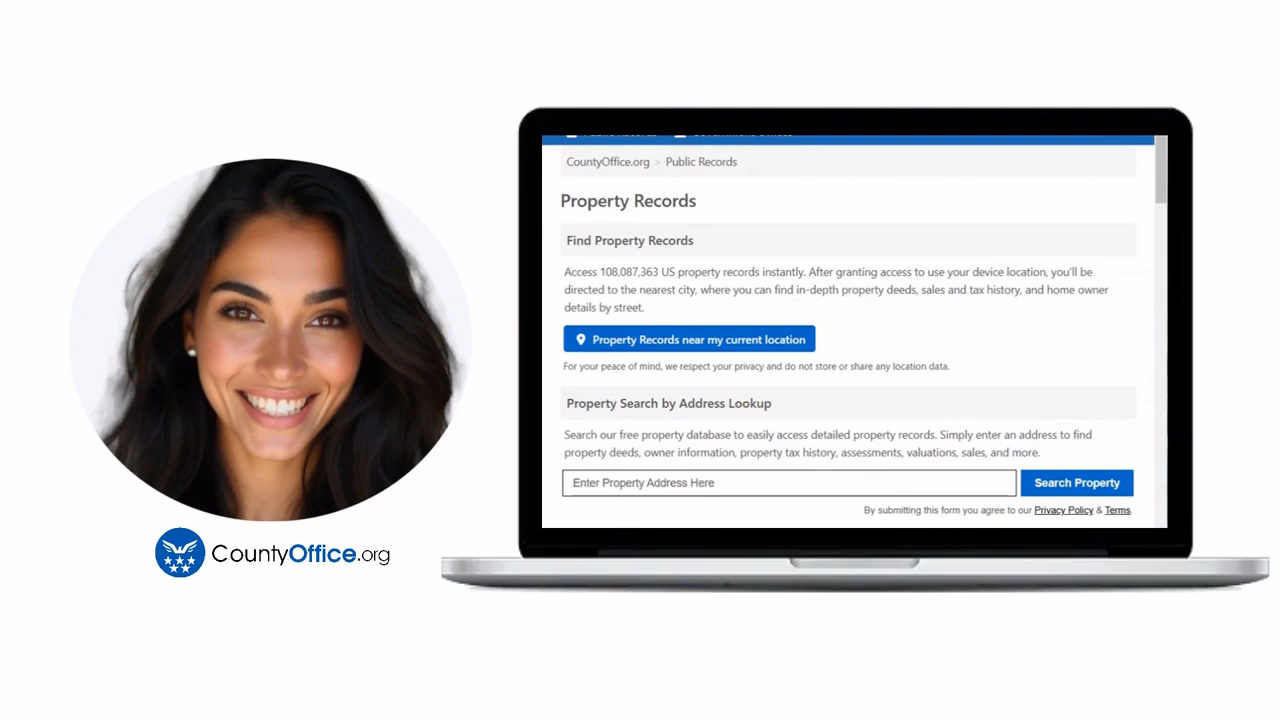 CountyOffice.org > Public Records
Property Records
Find Property Records
Access 108,087,363 US property records instantly. After granting access to use your device location, you'll be
directed to the nearest city, where you can find in-depth property deeds, sales and tax history, and home owner
details by street.
Property Records near my current location
For your peace of mind, we respect your privacy and do not store or share any location data.
Property Search by Address Lookup
Search our free property database to easily access detailed property records. Simply enter an address to find
property deeds, owner information, property tax history, assessments, valuations, sales, and more.
Enter Property Address Here
Search Property
By submitting this form you agree to our Privacy Policy & Terms.
CountyOffice.org